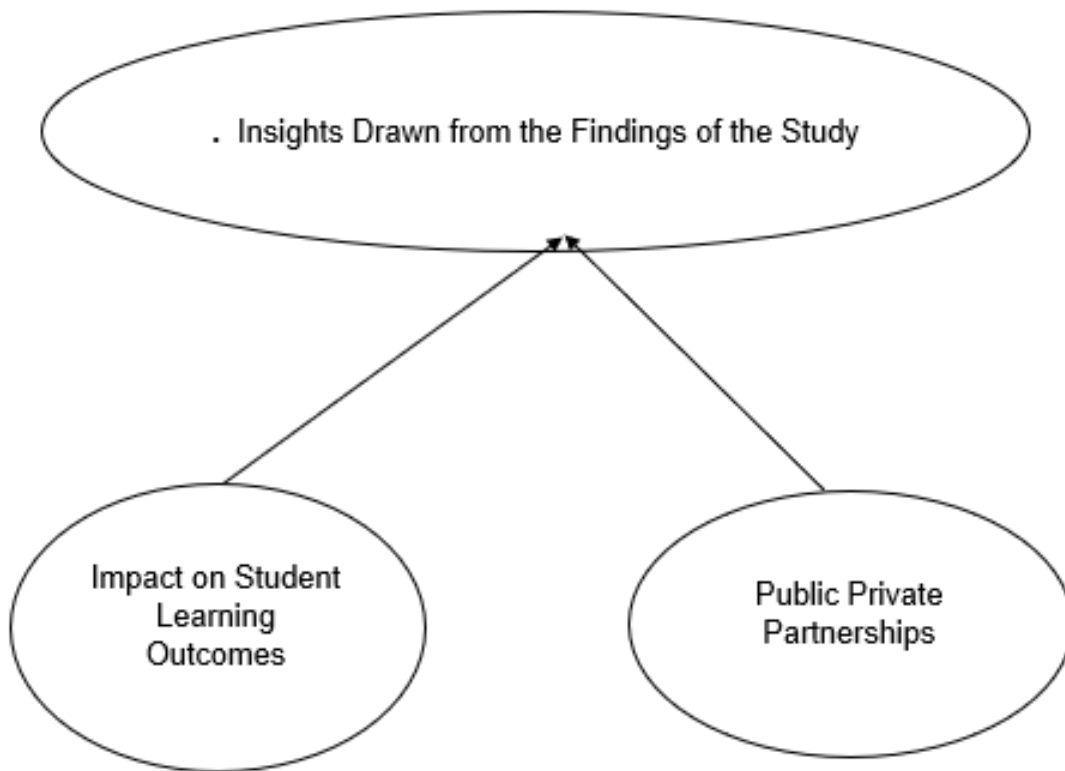 . Insights Drawn from the Findings of the Study
Impact on Student
Learning
Outcomes
Public Private
Partnerships